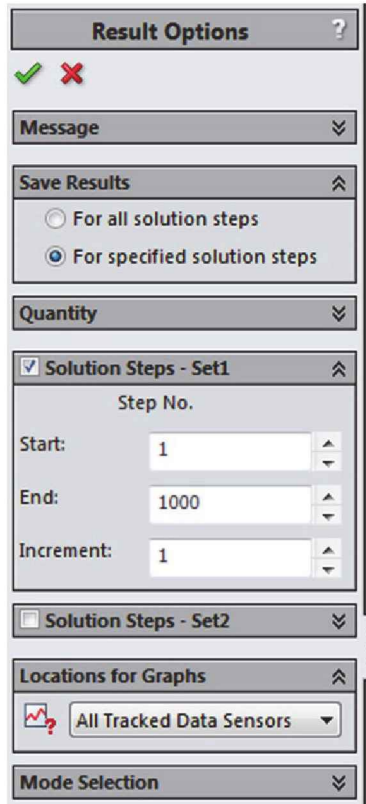 Result Options ?
Message
Save Results
For all solution steps
For specified solution steps
Quantity
Solution Steps - Set1
Step No.
Start: 1
End: 1000
Increment: 1
Solution Steps - Set2
Locations for Graphs
? All Tracked Data Sensors
Mode Selection